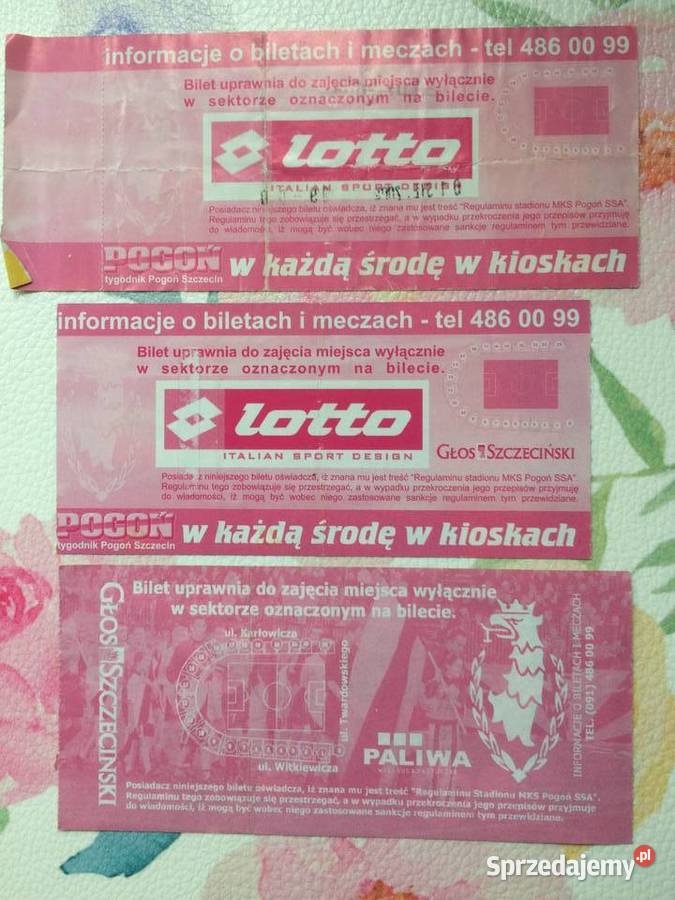 informacje o biletach i meczach - tel 486 00 99
Bilet uprawnia do zajęcia miejsca wyłącznie
w sektorze oznaczonym na bilecie.
lotto
ITALIAN SPORT DESIGN
Posiadacz niniejszego biletu oświadcza, iż znana mu jest treść "Regulaminu stadionu MKS Pogoń SSA".
Regulaminu tego zobowiązuje się przestrzegać, a w wypadku przekroczenia jego przepisów przyjmuję
do wiadomości, iż mogą być wobec niego zastosowane sankcje regulaminem tym przewidziane.
POGOŃ w każdą środę w kioskach
tygodnik Pogoń Szczecin
informacje o biletach i meczach - tel 486 00 99
Bilet uprawnia do zajęcia miejsca wyłącznie
w sektorze oznaczonym na bilecie.
lotto
ITALIAN SPORT DESIGN
GŁOS SZCZECIŃSKI
Posiadacz niniejszego biletu oświadcza, iż znana mu jest treść "Regulaminu stadionu MKS Pogoń SSA".
Regulaminu tego zobowiązuje się przestrzegać, a w wypadku przekroczenia jego przepisów przyjmuję
do wiadomości, iż mogą być wobec niego zastosowane sankcje regulaminem tym przewidziane.
POGOŃ w każdą środę w kioskach
tygodnik Pogoń Szczecin
GŁOS SZCZECIŃSKI
Bilet uprawnia do zajęcia miejsca wyłącznie
w sektorze oznaczonym na bilecie.
ul. Karłowicza
ul. Twardowskiego
ul. Witkiewicza
PALIWA
INFORMACJE O BILETACH I MECZACH
TEL. (091) 486 00 99
Posiadacz niniejszego biletu oświadcza, iż znana mu jest treść "Regulaminu Stadionu MKS Pogoń SSA".
Regulaminu tego zobowiązuje się przestrzegać, a w wypadku przekroczenia jego przepisów przyjmuje
do wiadomości, iż mogą być wobec niego zastosowane sankcje regulaminem tym przewidziane.
Sprzedajemy.pl